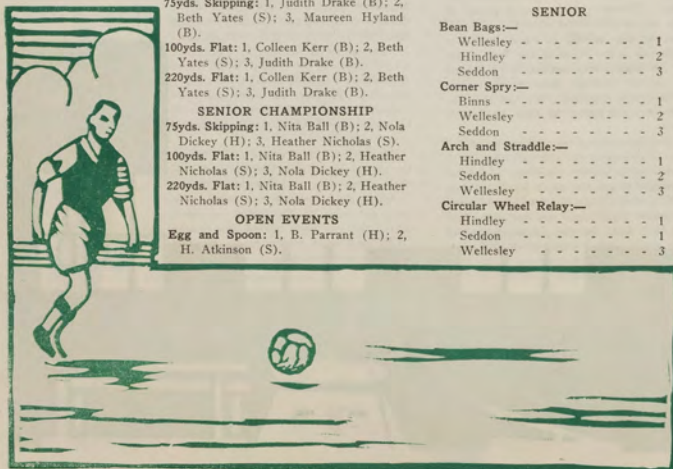 75yds. Skipping: 1, Judith Drake (B); 2,
Beth Yates (S); 3, Maureen Hyland
(B).
100yds. Flat: 1, Colleen Kerr (B); 2, Beth
Yates (S); 3, Judith Drake (B).
220yds. Flat: 1, Collen Kerr (B); 2, Beth
Yates (S); 3, Judith Drake (B).
SENIOR CHAMPIONSHIP
75yds. Skipping: 1, Nita Ball (B); 2, Nola
Dickey (H); 3, Heather Nicholas (S).
100yds. Flat: 1, Nita Ball (B); 2, Heather
Nicholas (S); 3, Nola Dickey (H).
220yds. Flat: 1, Nita Ball (B); 2, Heather
Nicholas (S); 3, Nola Dickey (H).
OPEN EVENTS
Egg and Spoon: 1, B. Parrant (H); 2,
H. Atkinson (S).
SENIOR
Bean Bags:—
Wellesley - - - - - - - 1
Hindley - - - - - - - 2
Seddon - - - - - - - 3
Corner Spry:—
Binns - - - - - - - - 1
Wellesley - - - - - - - 2
Seddon - - - - - - - 3
Arch and Straddle:—
Hindley - - - - - - - 1
Seddon - - - - - - - 2
Wellesley - - - - - - - 3
Circular Wheel Relay:—
Hindley - - - - - - - 1
Seddon - - - - - - - 1
Wellesley - - - - - - - 3